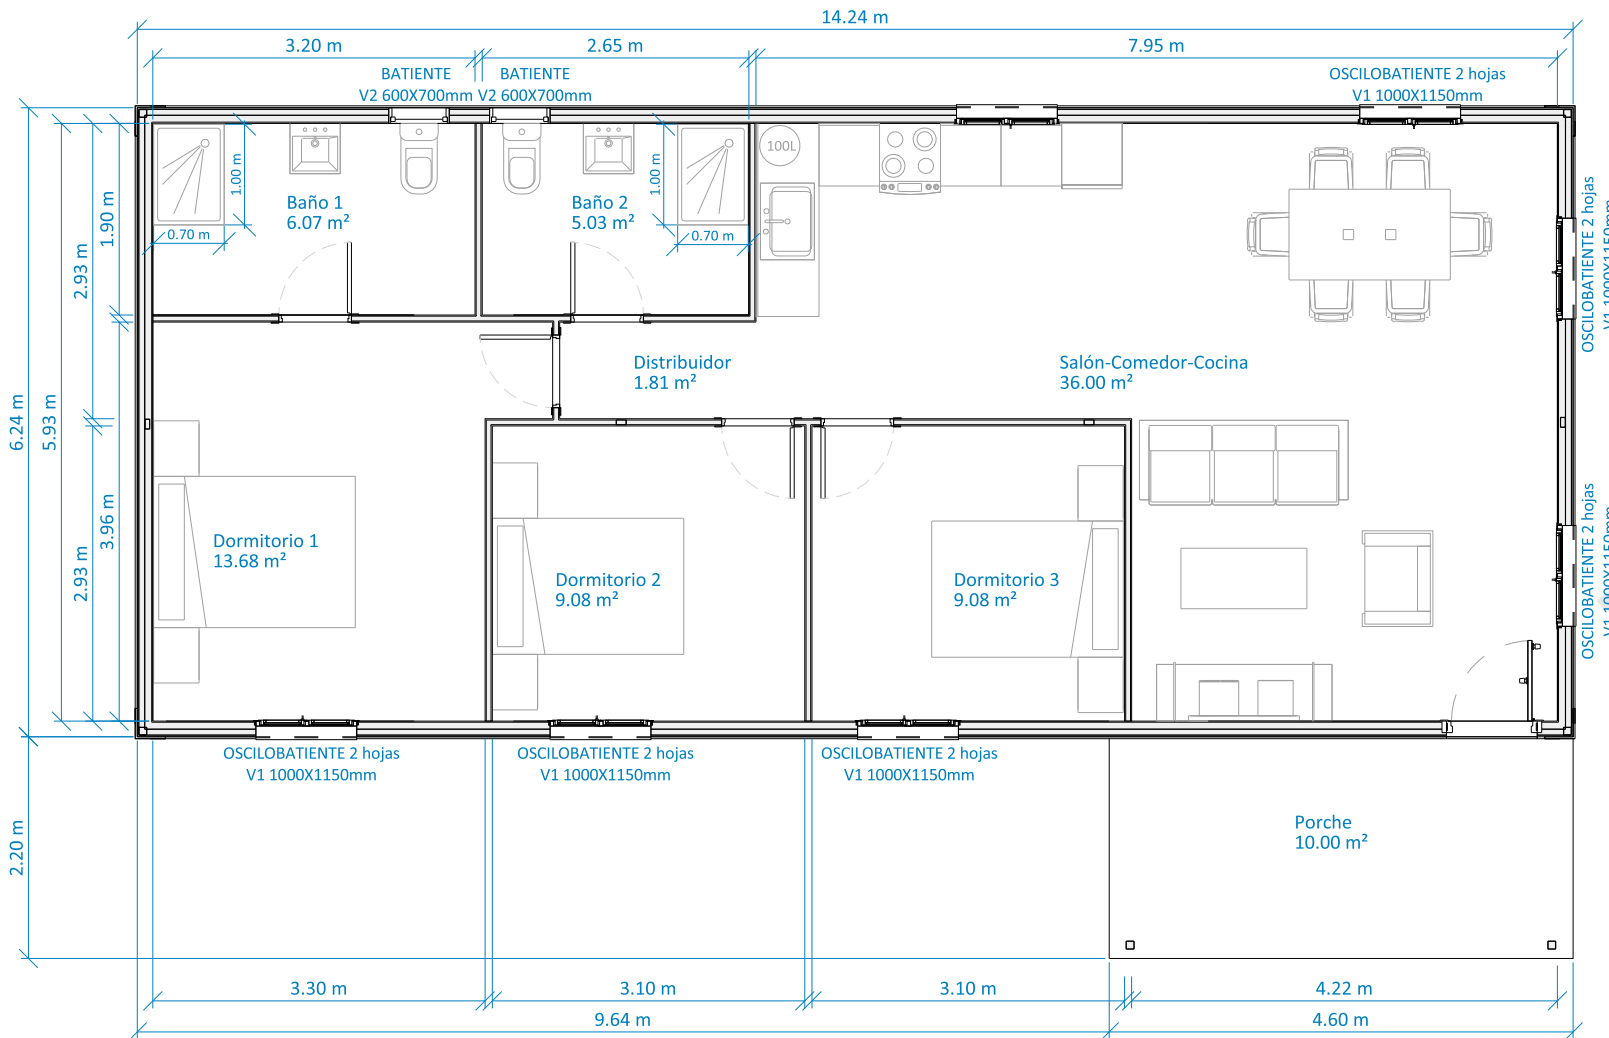 14.24 m
3.20 m
2.65 m
7.95 m
BATIENTE
V2 600X700mm
BATIENTE
V2 600X700mm
OSCILOBATIENTE 2 hojas
V1 1000X1150mm
100L
1.00 m
1.00 m
Baño 1
6.07 m²
Baño 2
5.03 m²
0.70 m
0.70 m
1.90 m
2.93 m
OSCILOBATIENTE 2 hojas
V1 1000X1150mm
Distribuidor
1.81 m²
Salón-Comedor-Cocina
36.00 m²
6.24 m
5.93 m
3.96 m
2.93 m
Dormitorio 1
13.68 m²
Dormitorio 2
9.08 m²
Dormitorio 3
9.08 m²
OSCILOBATIENTE 2 hojas
V1 1000X1150mm
OSCILOBATIENTE 2 hojas
V1 1000X1150mm
OSCILOBATIENTE 2 hojas
V1 1000X1150mm
OSCILOBATIENTE 2 hojas
V1 1000X1150mm
2.20 m
Porche
10.00 m²
3.30 m
3.10 m
3.10 m
4.22 m
9.64 m
4.60 m